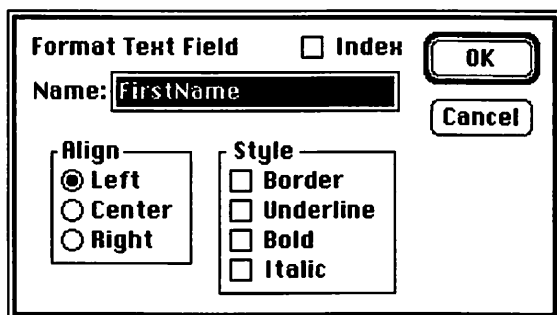 Format Text Field
Index
OK
Name: FirstName
Cancel
Align
Left
Center
Right
Style
Border
Underline
Bold
Italic